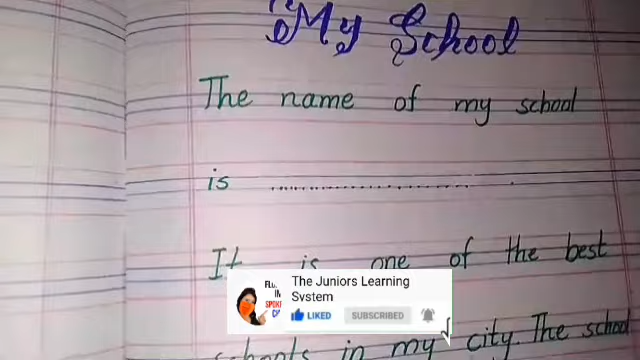 My School
The name of my school
is ....................................
It is one of the best
The Juniors Learning
System
LIKED SUBSCRIBED
schools in my city. The school